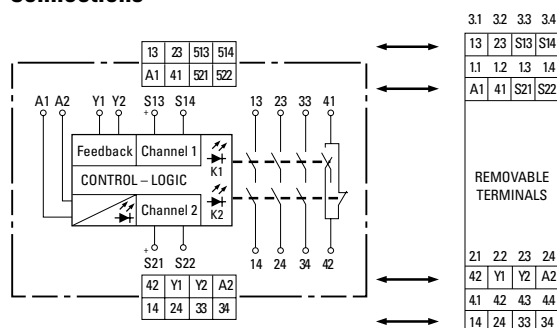 Connections
13 23 513 514
A1 41 521 522
A1 A2 Y1 Y2 S13 S14 13 23 33 41
+
Feedback Channel 1
K1
CONTROL – LOGIC
Channel 2
K2
+
S21 S22 14 24 34 42
42 Y1 Y2 A2
14 24 33 34
3.1 3.2 3.3 3.4
13 23 S13 S14
1.1 1.2 1.3 1.4
A1 41 S21 S22
REMOVABLE
TERMINALS
2.1 2.2 2.3 2.4
42 Y1 Y2 A2
4.1 4.2 4.3 4.4
14 24 33 34